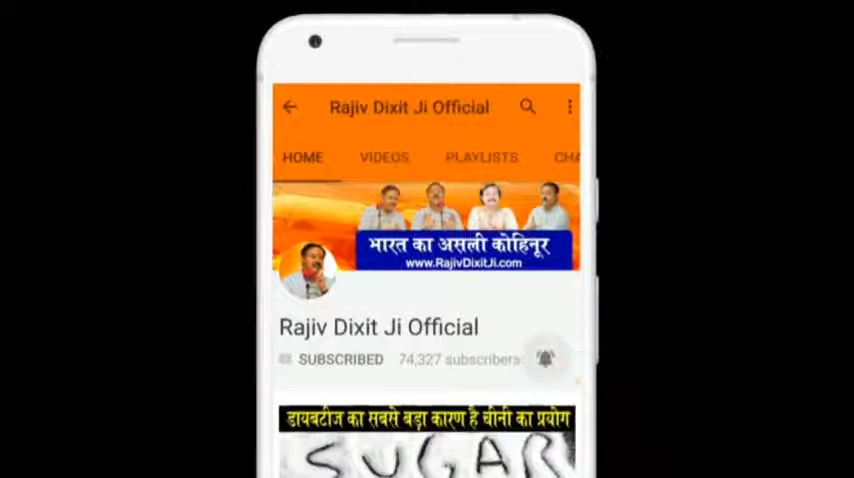 Rajiv Dixit Ji Official
HOME VIDEOS PLAYLISTS CHA
भारत का असली कोहिनूर
www.RajivDixitJi.com
Rajiv Dixit Ji Official
SUBSCRIBED 74,327 subscribers
डायबटीज का सबसे बड़ा कारण है चीनी का प्रयोग
SUGAR